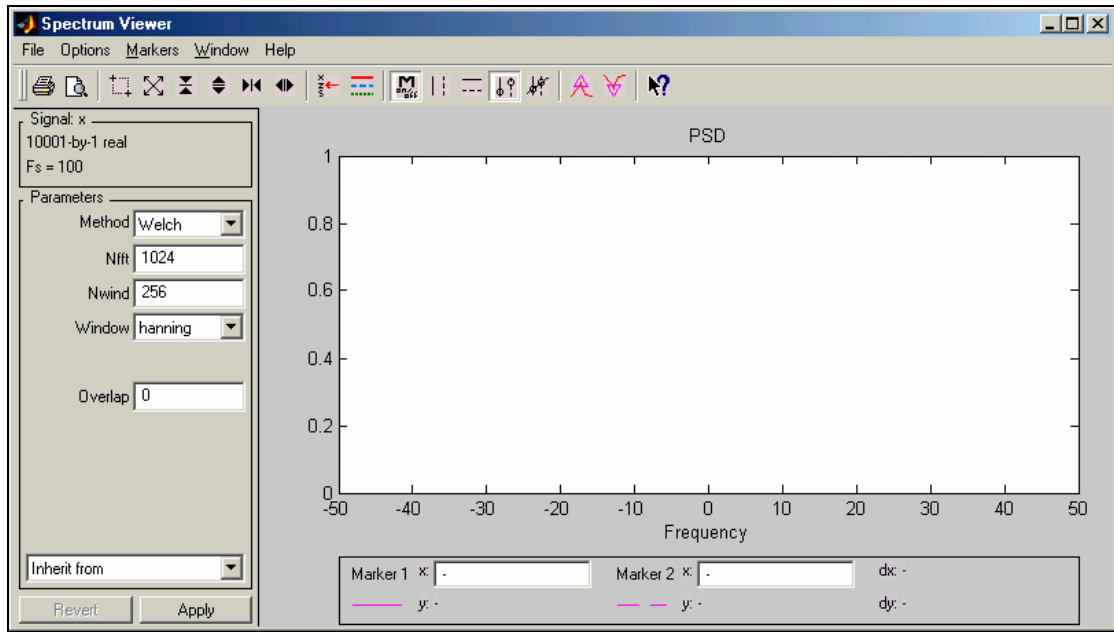 Spectrum Viewer
File Options Markers Window Help
M on/off
Signal: x
10001-by-1 real
Fs = 100
Parameters
Method Welch
Nfft 1024
Nwind 256
Window hanning
Overlap 0
Inherit from
Revert Apply
PSD
1
0.8
0.6
0.4
0.2
0
-50 -40 -30 -20 -10 0 10 20 30 40 50
Frequency
Marker 1 x: - Marker 2 x: - dx: -
y: - y: - dy: -